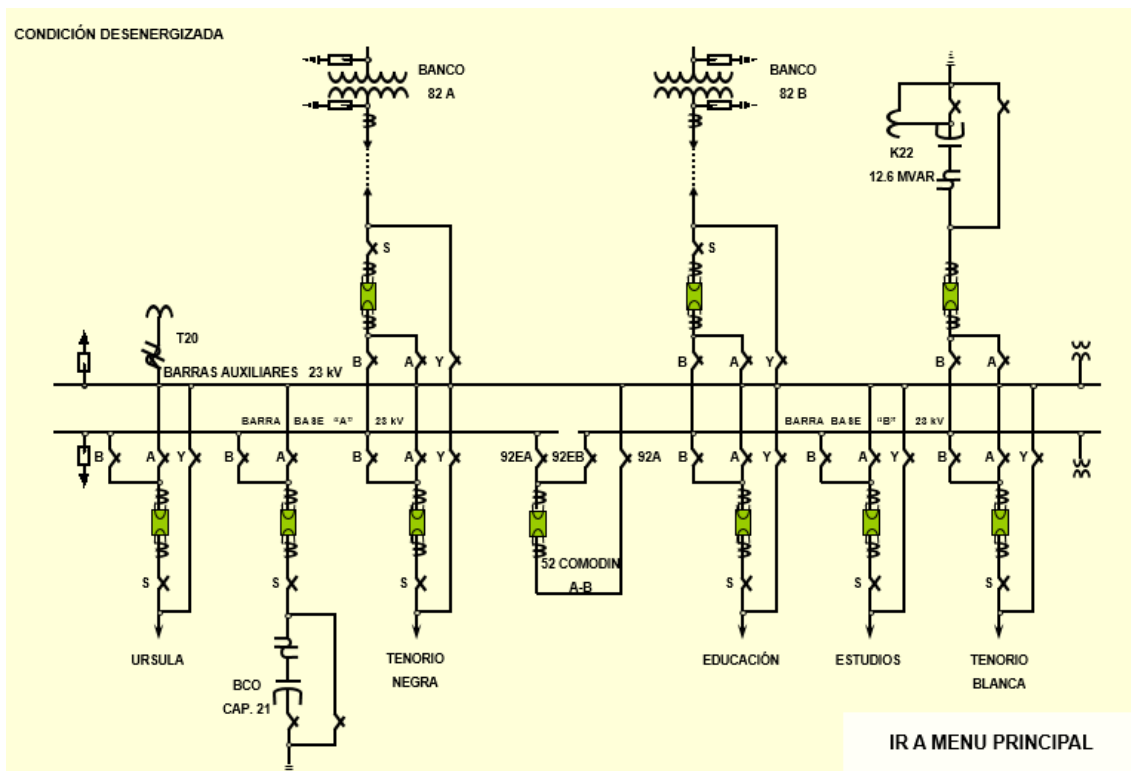 CONDICIÓN DESENERGIZADA
BANCO
82 A
BANCO
82 B
K22
12.6 MVAR
S
S
T20
B A Y
B A Y
B A
BARRAS AUXILIARES 23 kV
BARRA BASE "A" 23 kV
BARRA BASE "B" 23 kV
B A Y
B A
B A Y
92EA 92EB 92A
B A Y
B A Y
B A Y
52 COMODIN
A-B
S
S
S
S
S
S
URSULA
TENORIO
NEGRA
EDUCACIÓN
ESTUDIOS
TENORIO
BLANCA
BCO
CAP. 21
IR A MENU PRINCIPAL